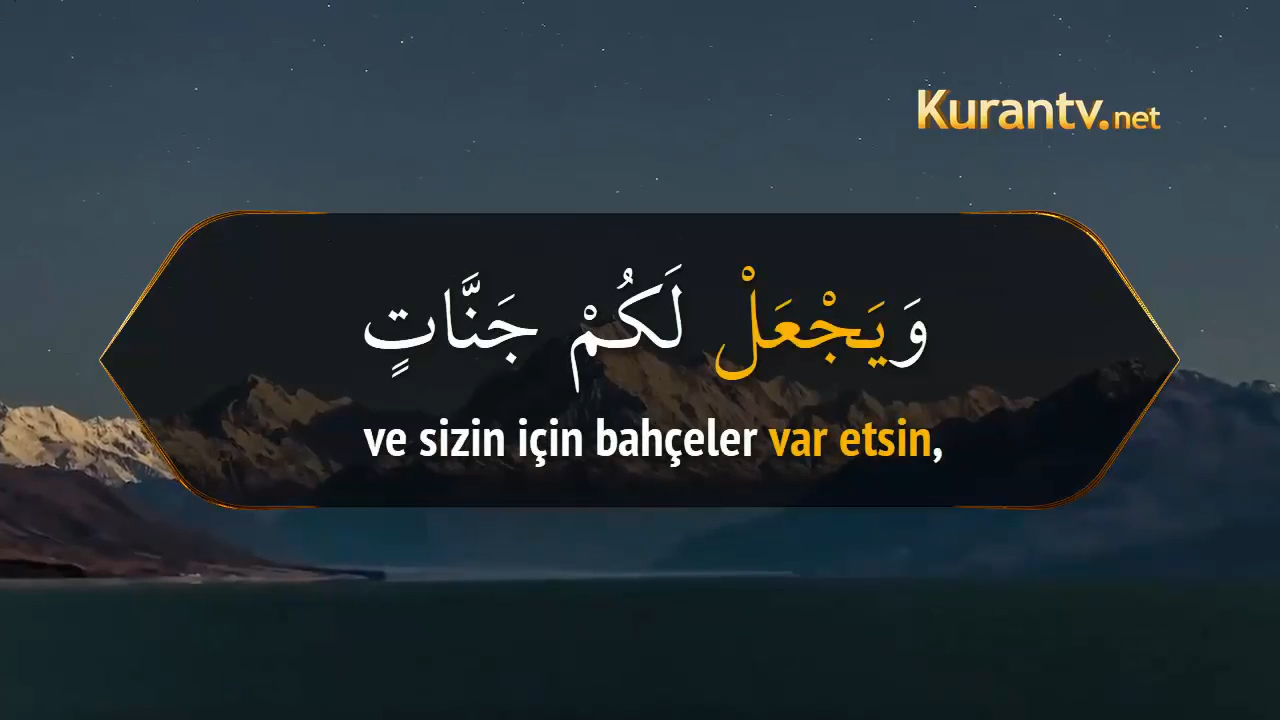 Kurantv.net
وَيَجْعَلْ لَكُمْ جَنَّاتٍ
ve sizin için bahçeler var etsin,